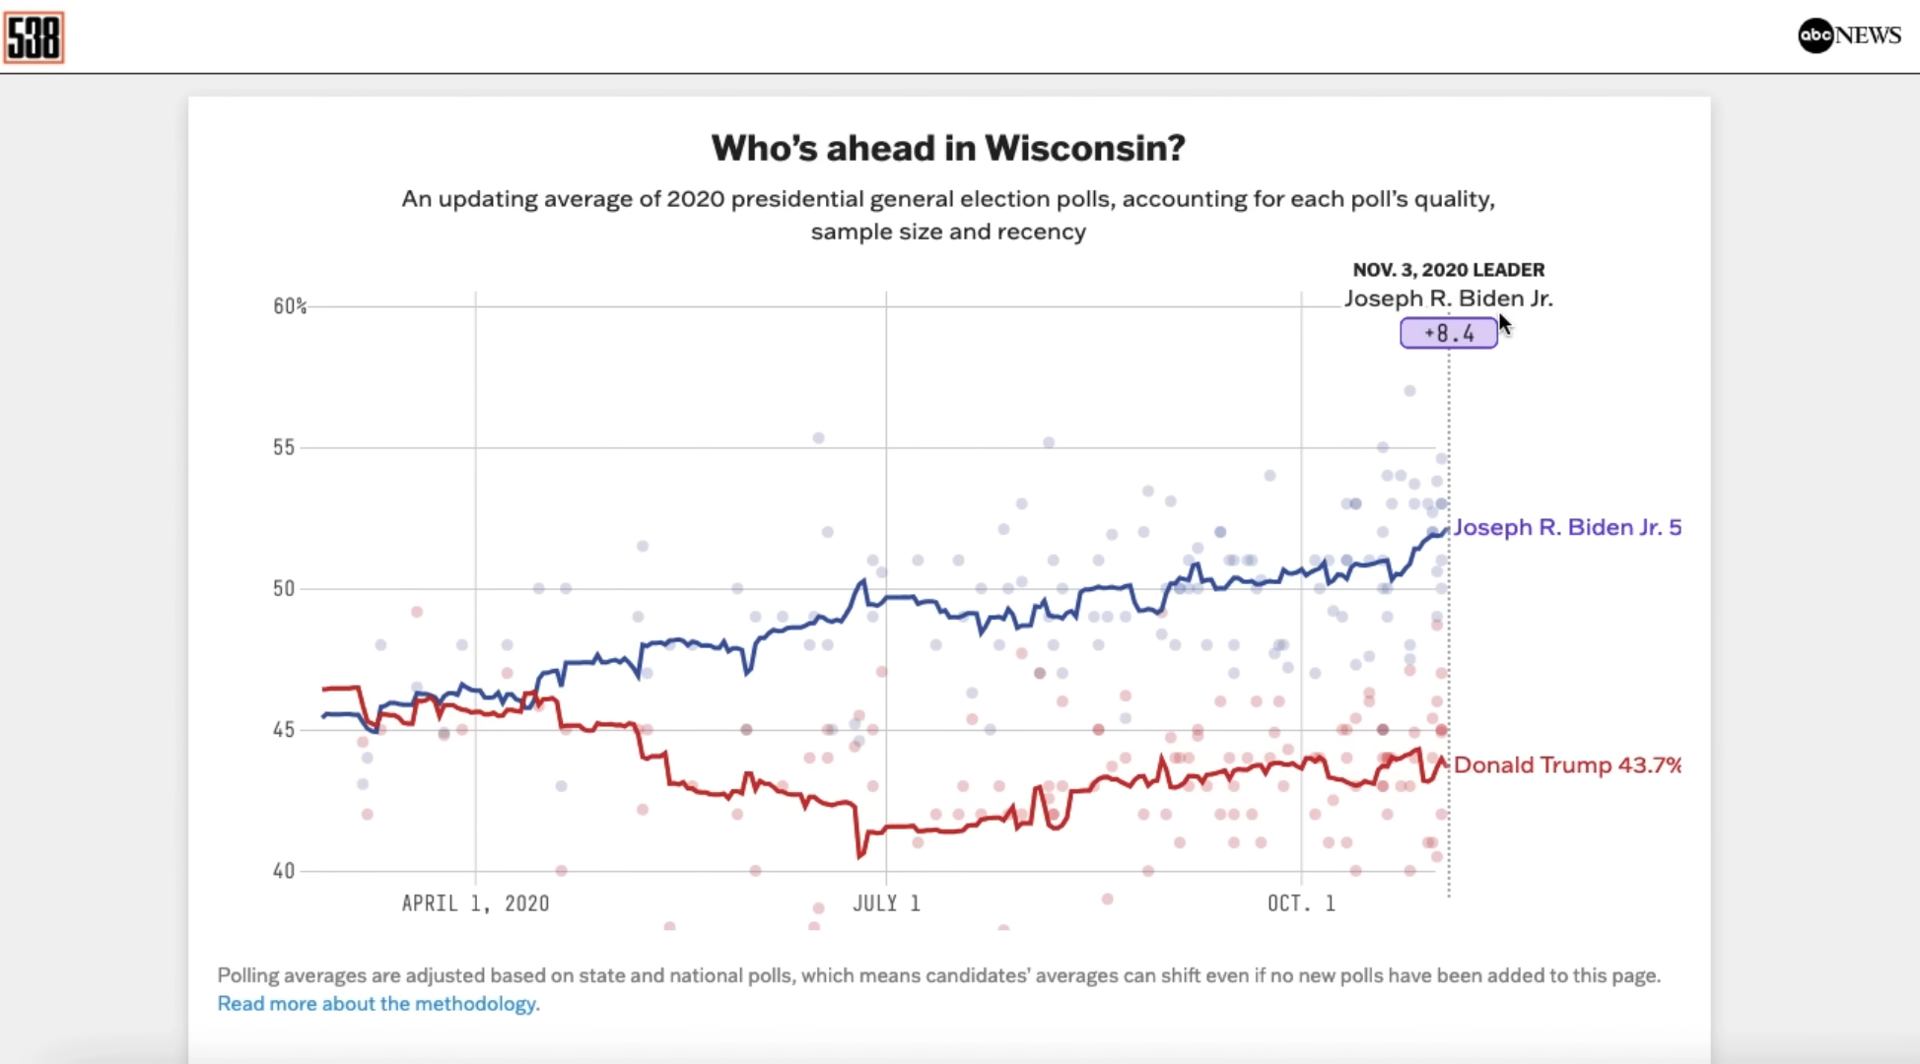 538
abc NEWS
Who's ahead in Wisconsin?
An updating average of 2020 presidential general election polls, accounting for each poll's quality,
sample size and recency
NOV. 3, 2020 LEADER
Joseph R. Biden Jr.
+8.4
60%
55
50
45
40
Joseph R. Biden Jr. 5
Donald Trump 43.7%
APRIL 1, 2020
JULY 1
OCT. 1
Polling averages are adjusted based on state and national polls, which means candidates' averages can shift even if no new polls have been added to this page.
Read more about the methodology.